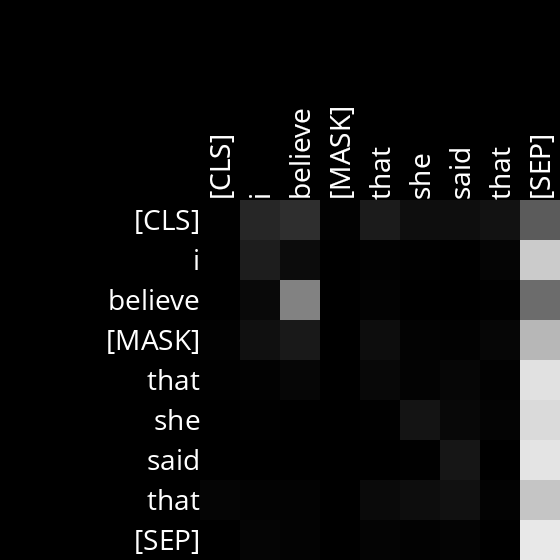 [CLS]
i
believe
[MASK]
that
she
said
that
[SEP]
[CLS]
i
believe
[MASK]
that
she
said
that
[SEP]